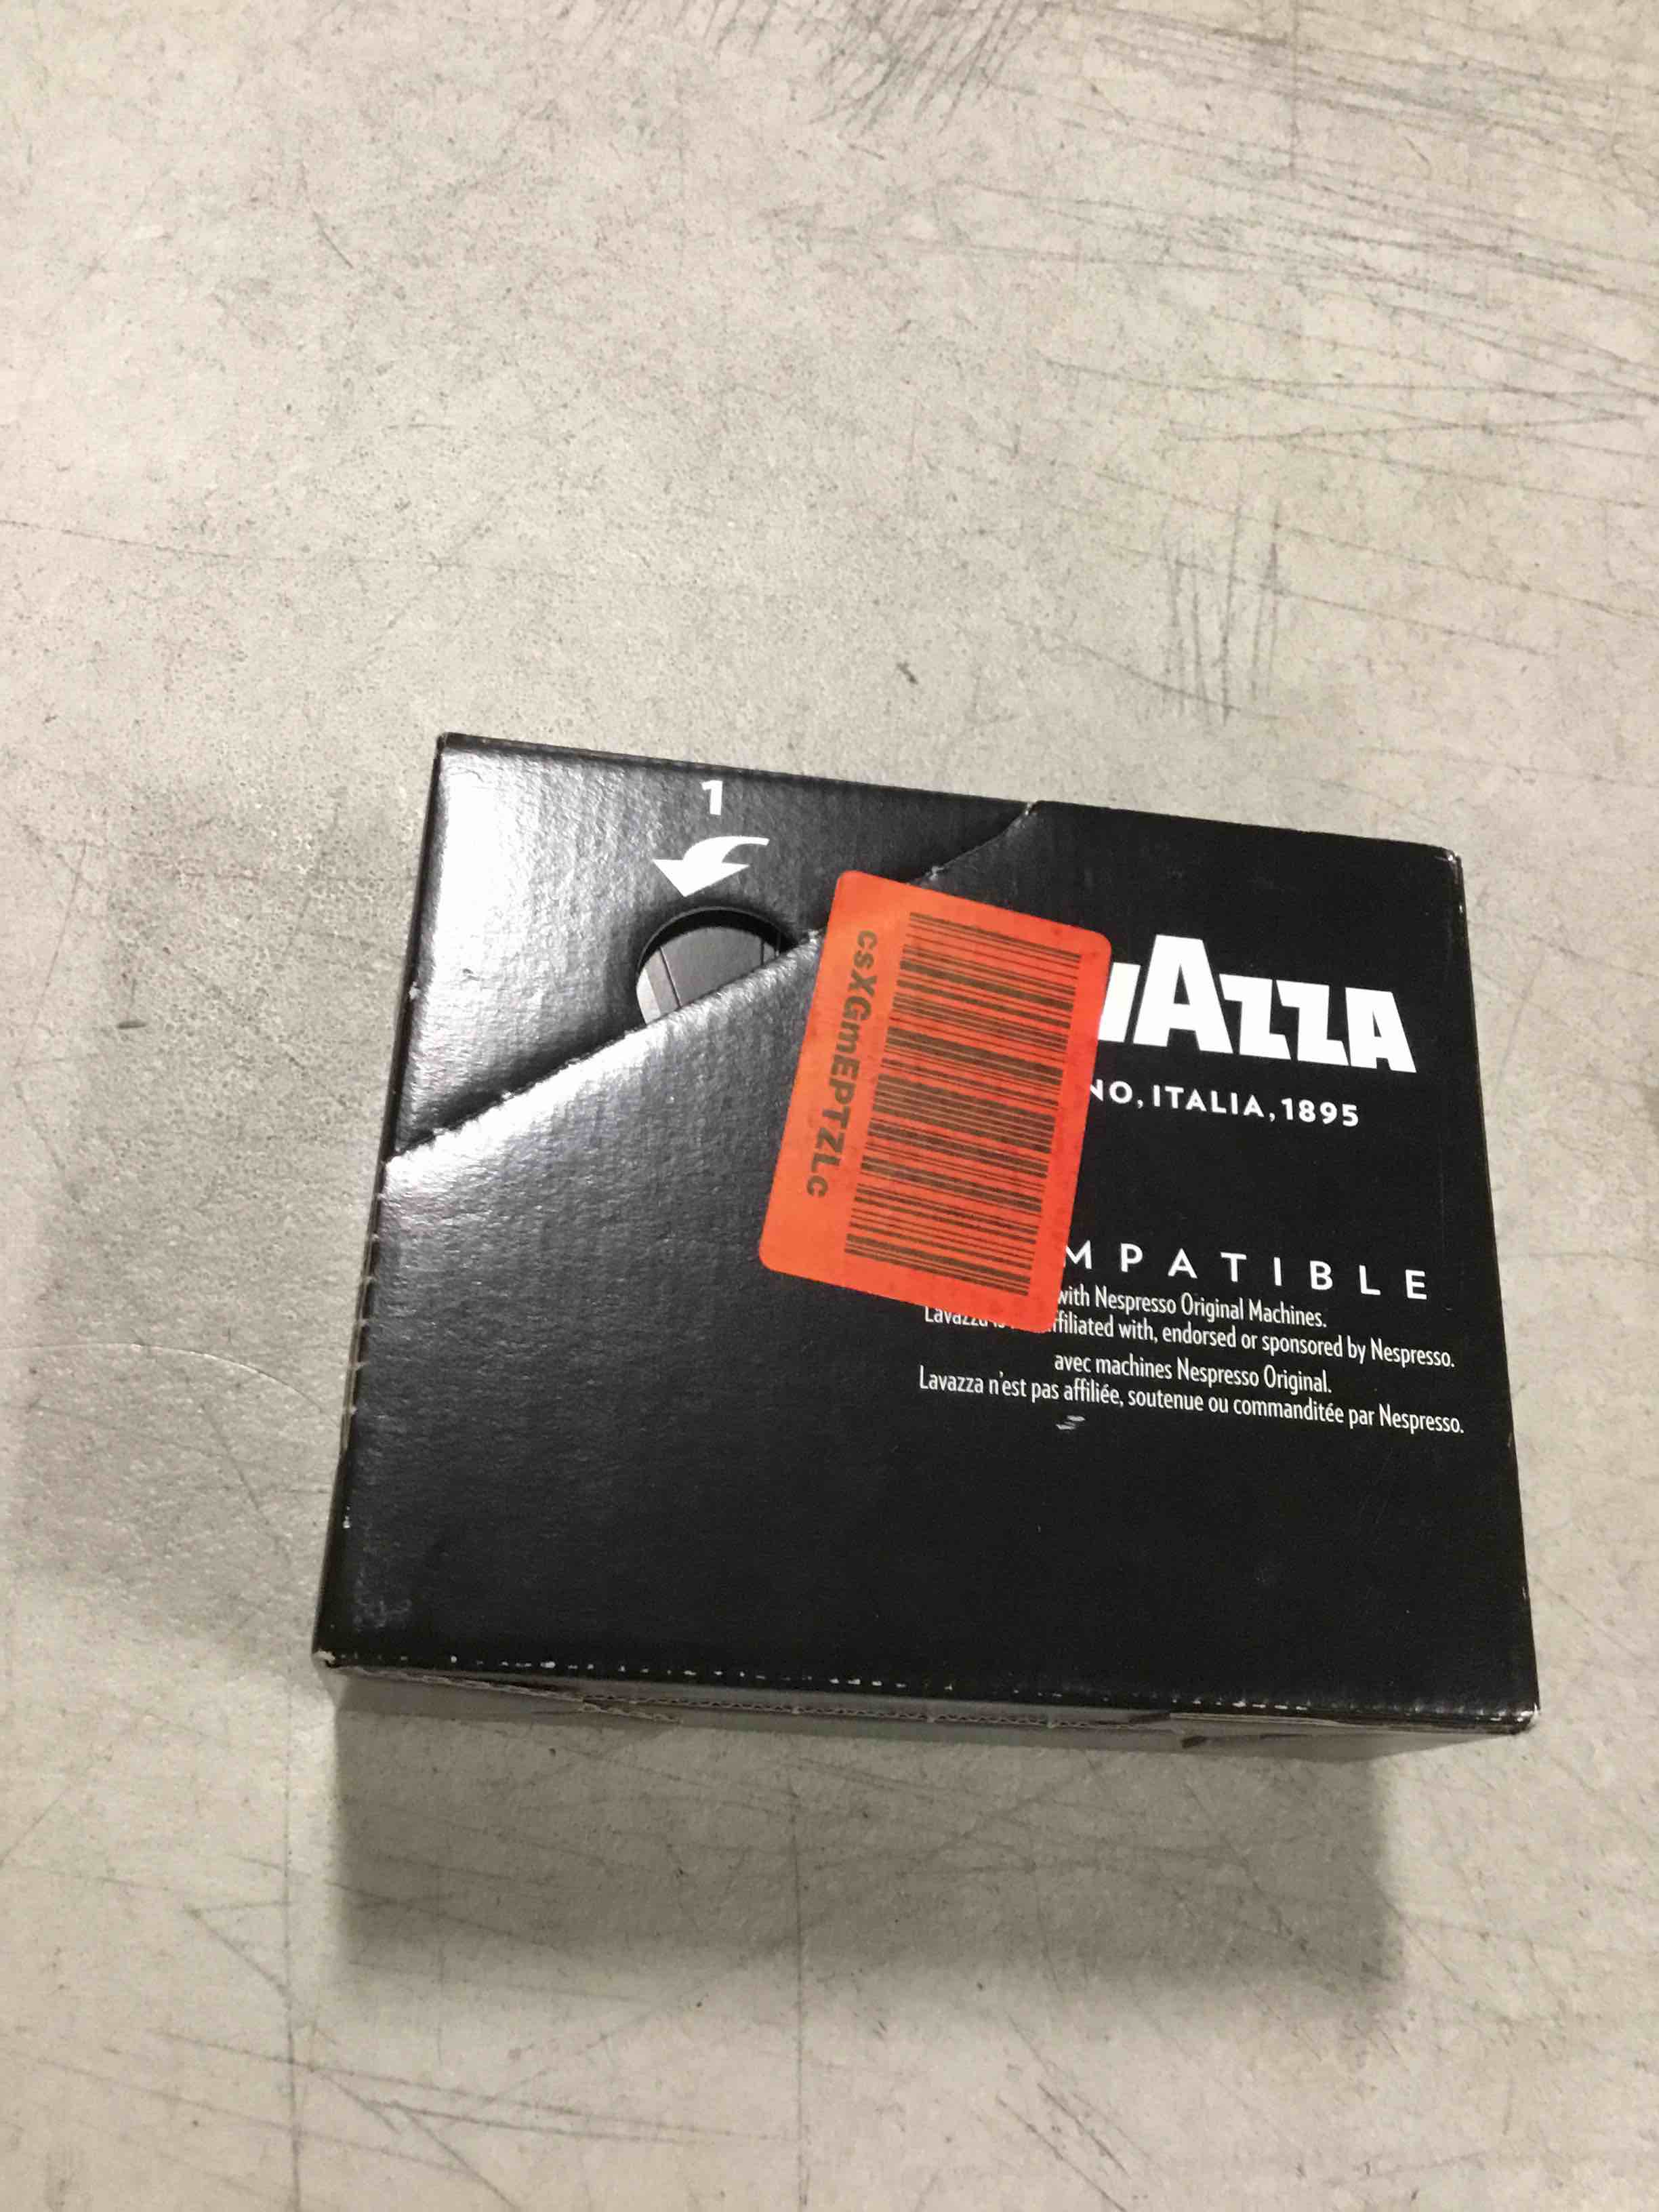 1
csXGmEPTZLc
AZZA
NO, ITALIA, 1895
MPATIBLE
with Nespresso Original Machines.
Lavazza affiliated with, endorsed or sponsored by Nespresso.
avec machines Nespresso Original.
Lavazza n'est pas affiliée, soutenue ou commanditée par Nespresso.